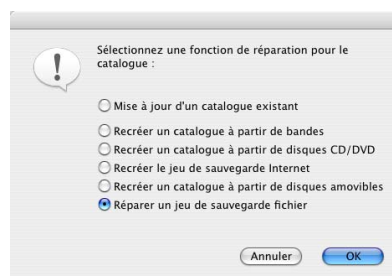 Sélectionnez une fonction de réparation pour le
catalogue :
Mise à jour d'un catalogue existant
Recréer un catalogue à partir de bandes
Recréer un catalogue à partir de disques CD/DVD
Recréer le jeu de sauvegarde Internet
Recréer un catalogue à partir de disques amovibles
Réparer un jeu de sauvegarde fichier
Annuler OK